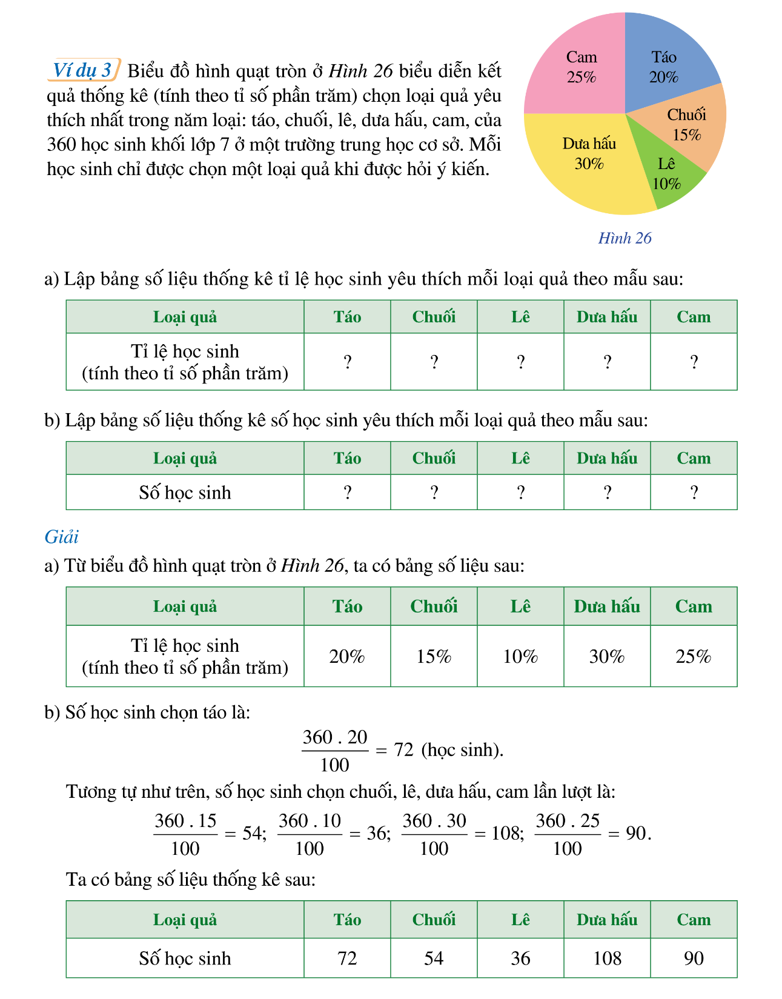 Ví dụ 3 Biểu đồ hình quạt tròn ở Hình 26 biểu diễn kết
quả thống kê (tính theo tỉ số phần trăm) chọn loại quả yêu
thích nhất trong năm loại: táo, chuối, lê, dưa hấu, cam, của
360 học sinh khối lớp 7 ở một trường trung học cơ sở. Mỗi
học sinh chỉ được chọn một loại quả khi được hỏi ý kiến.
Cam
25%
Táo
20%
Chuối
15%
Dưa hấu
30%
Lê
10%
Hình 26
a) Lập bảng số liệu thống kê tỉ lệ học sinh yêu thích mỗi loại quả theo mẫu sau:
Loại quả Táo Chuối Lê Dưa hấu Cam
Tỉ lệ học sinh
(tính theo tỉ số phần trăm) ? ? ? ? ?
b) Lập bảng số liệu thống kê số học sinh yêu thích mỗi loại quả theo mẫu sau:
Loại quả Táo Chuối Lê Dưa hấu Cam
Số học sinh ? ? ? ? ?
Giải
a) Từ biểu đồ hình quạt tròn ở Hình 26, ta có bảng số liệu sau:
Loại quả Táo Chuối Lê Dưa hấu Cam
Tỉ lệ học sinh
(tính theo tỉ số phần trăm) 20% 15% 10% 30% 25%
b) Số học sinh chọn táo là:
360 . 20
100
= 72 (học sinh).
Tương tự như trên, số học sinh chọn chuối, lê, dưa hấu, cam lần lượt là:
360 . 15
100
= 54;
360 . 10
100
= 36;
360 . 30
100
= 108;
360 . 25
100
= 90.
Ta có bảng số liệu thống kê sau:
Loại quả Táo Chuối Lê Dưa hấu Cam
Số học sinh 72 54 36 108 90